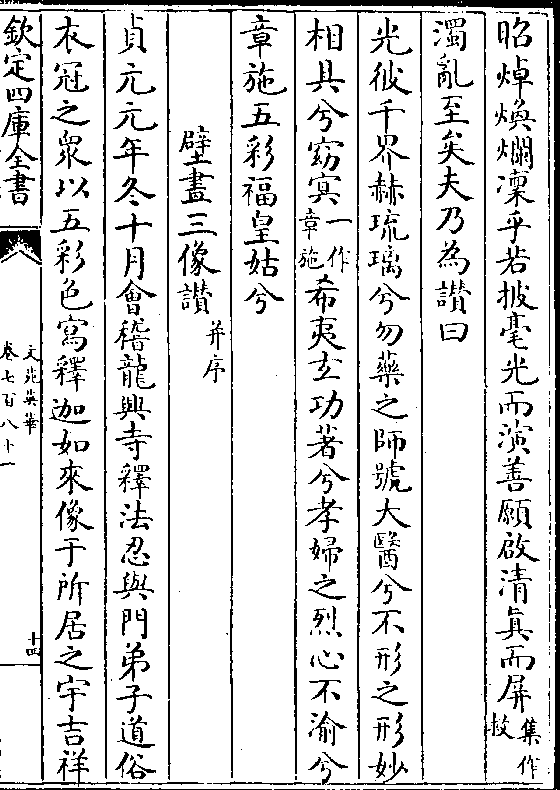 昭焯煥爛凜乎若披毫光而演善願啟清真而屏集作拔
濁亂至矣夫乃為讃曰
光彼千界赫琉璃兮勿藥之師號大醫兮不形之形妙
相具兮窈冥一作章施希夷玄功著兮孝婦之烈心不渝兮
章施五彩福皇姑兮
壁畫三像讃并序
貞元元年冬十月會稽龍興寺釋法忍與門弟子道俗
衣冠之衆以五彩色寫釋迦如來像于所居之宇吉祥
欽定四庫全書
文苑英華
卷七百八十一
十四